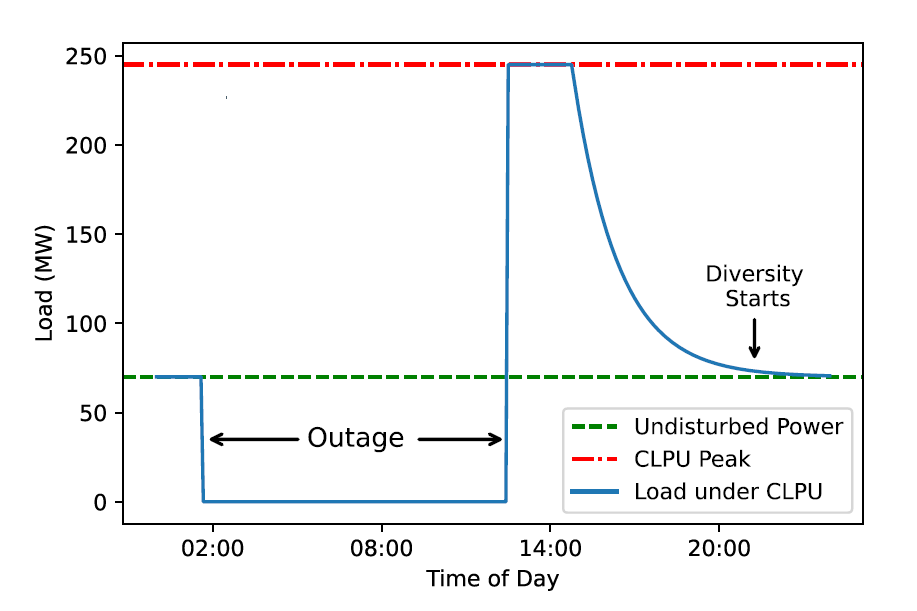 250
200
150
100
50
0
Load (MW)
Diversity
Starts
Outage
Undisturbed Power
CLPU Peak
Load under CLPU
02:00 08:00 14:00 20:00
Time of Day